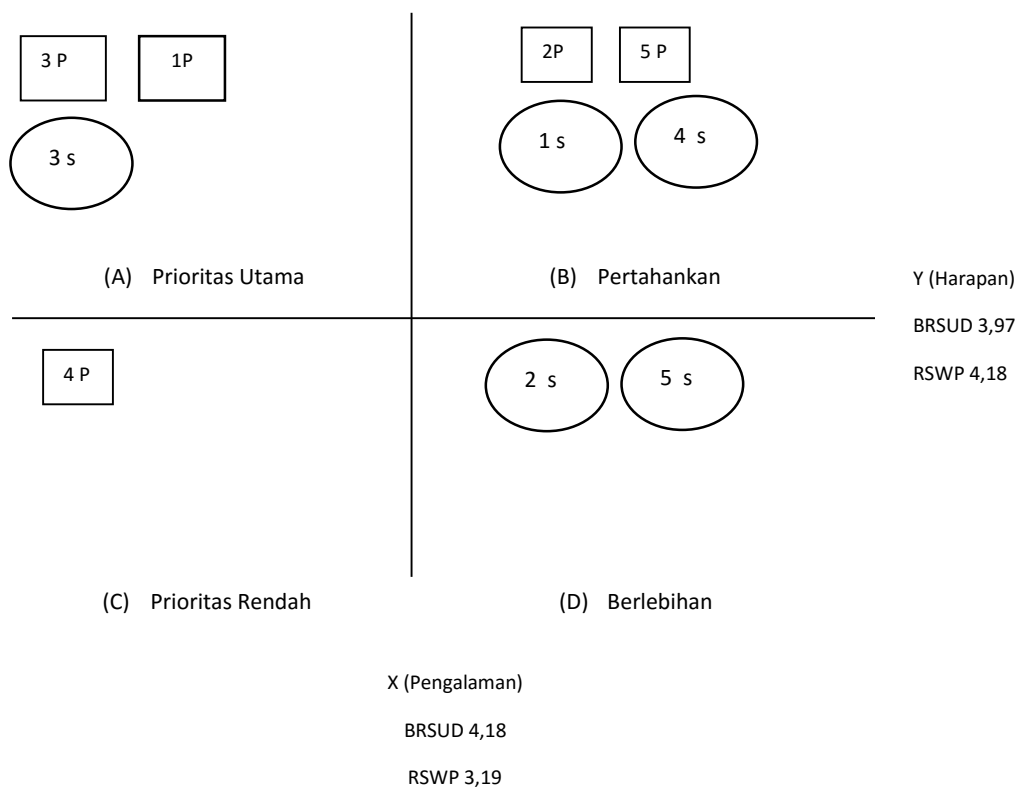 3 P 1P 2P 5 P
3 s 1 s 4 s
(A) Prioritas Utama (B) Pertahankan Y (Harapan)
BRSUD 3,97
RSWP 4,18
4 P 2 s 5 s
(C) Prioritas Rendah (D) Berlebihan
X (Pengalaman)
BRSUD 4,18
RSWP 3,19